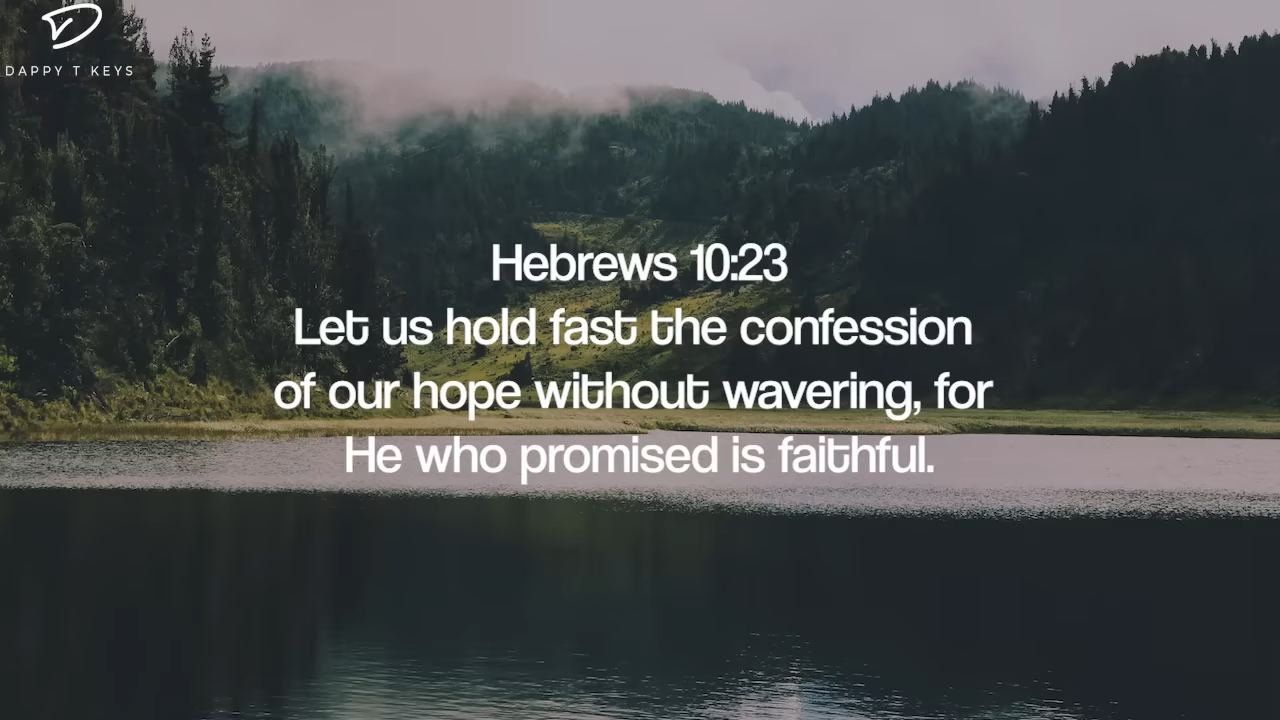 DAPPY T KEYS
Hebrews 10:23
Let us hold fast the confession
of our hope without wavering, for
He who promised is faithful.